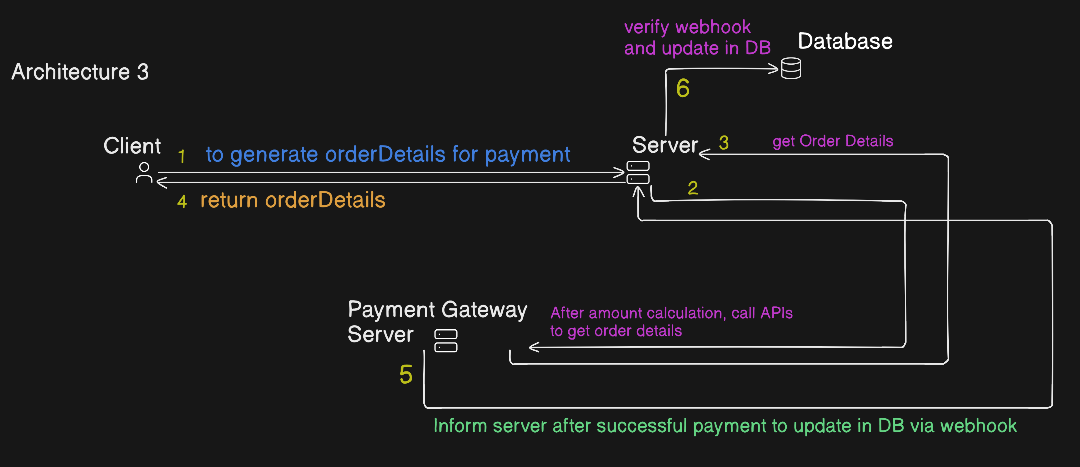 verify webhook
and update in DB
Database
Architecture 3
6
Client
Server
3
get Order Details
1
to generate orderDetails for payment
2
4
return orderDetails
Payment Gateway
Server
After amount calculation, call APIs
to get order details
5
Inform server after successful payment to update in DB via webhook